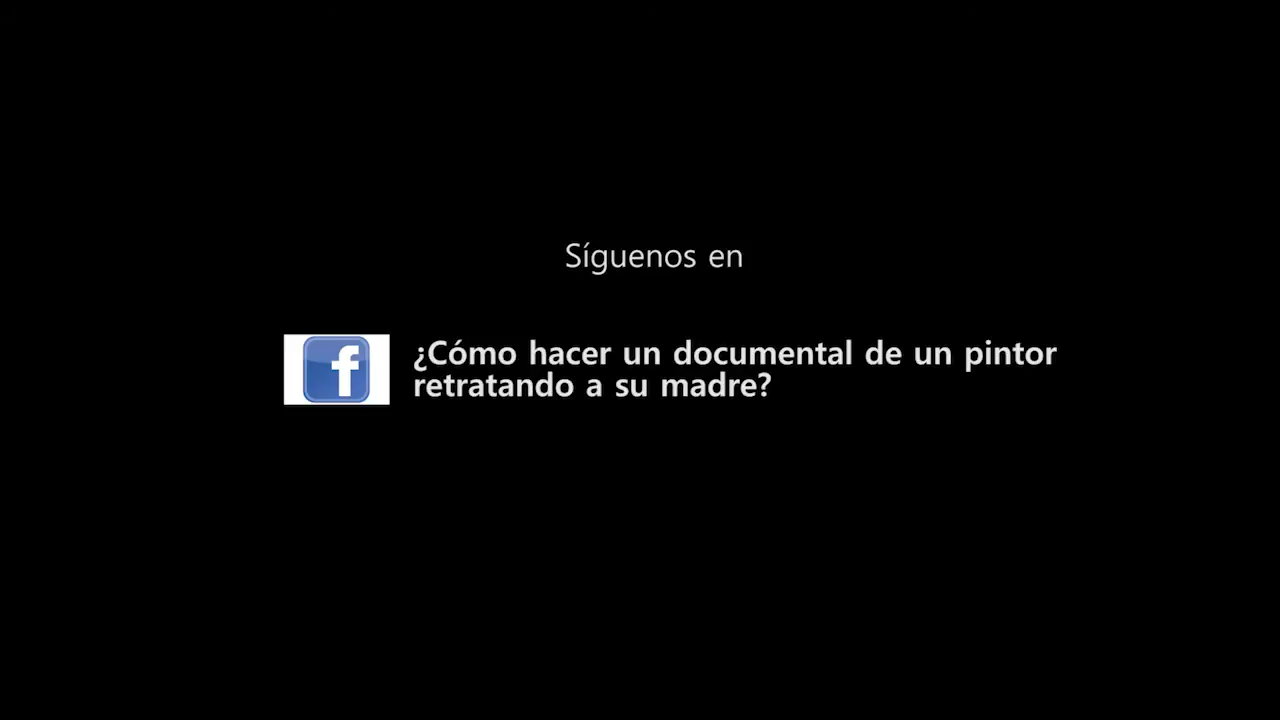 Síguenos en
¿Cómo hacer un documental de un pintor
retratando a su madre?